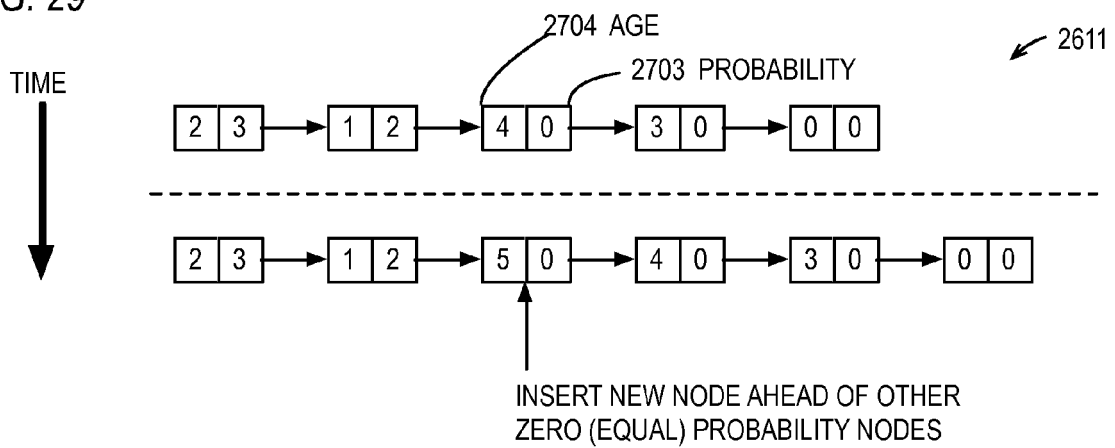 G. 29
2704 AGE
2611
2703 PROBABILITY
TIME
2 3 1 2 4 0 3 0 0 0
2 3 1 2 5 0 4 0 3 0 0 0
INSERT NEW NODE AHEAD OF OTHER
ZERO (EQUAL) PROBABILITY NODES